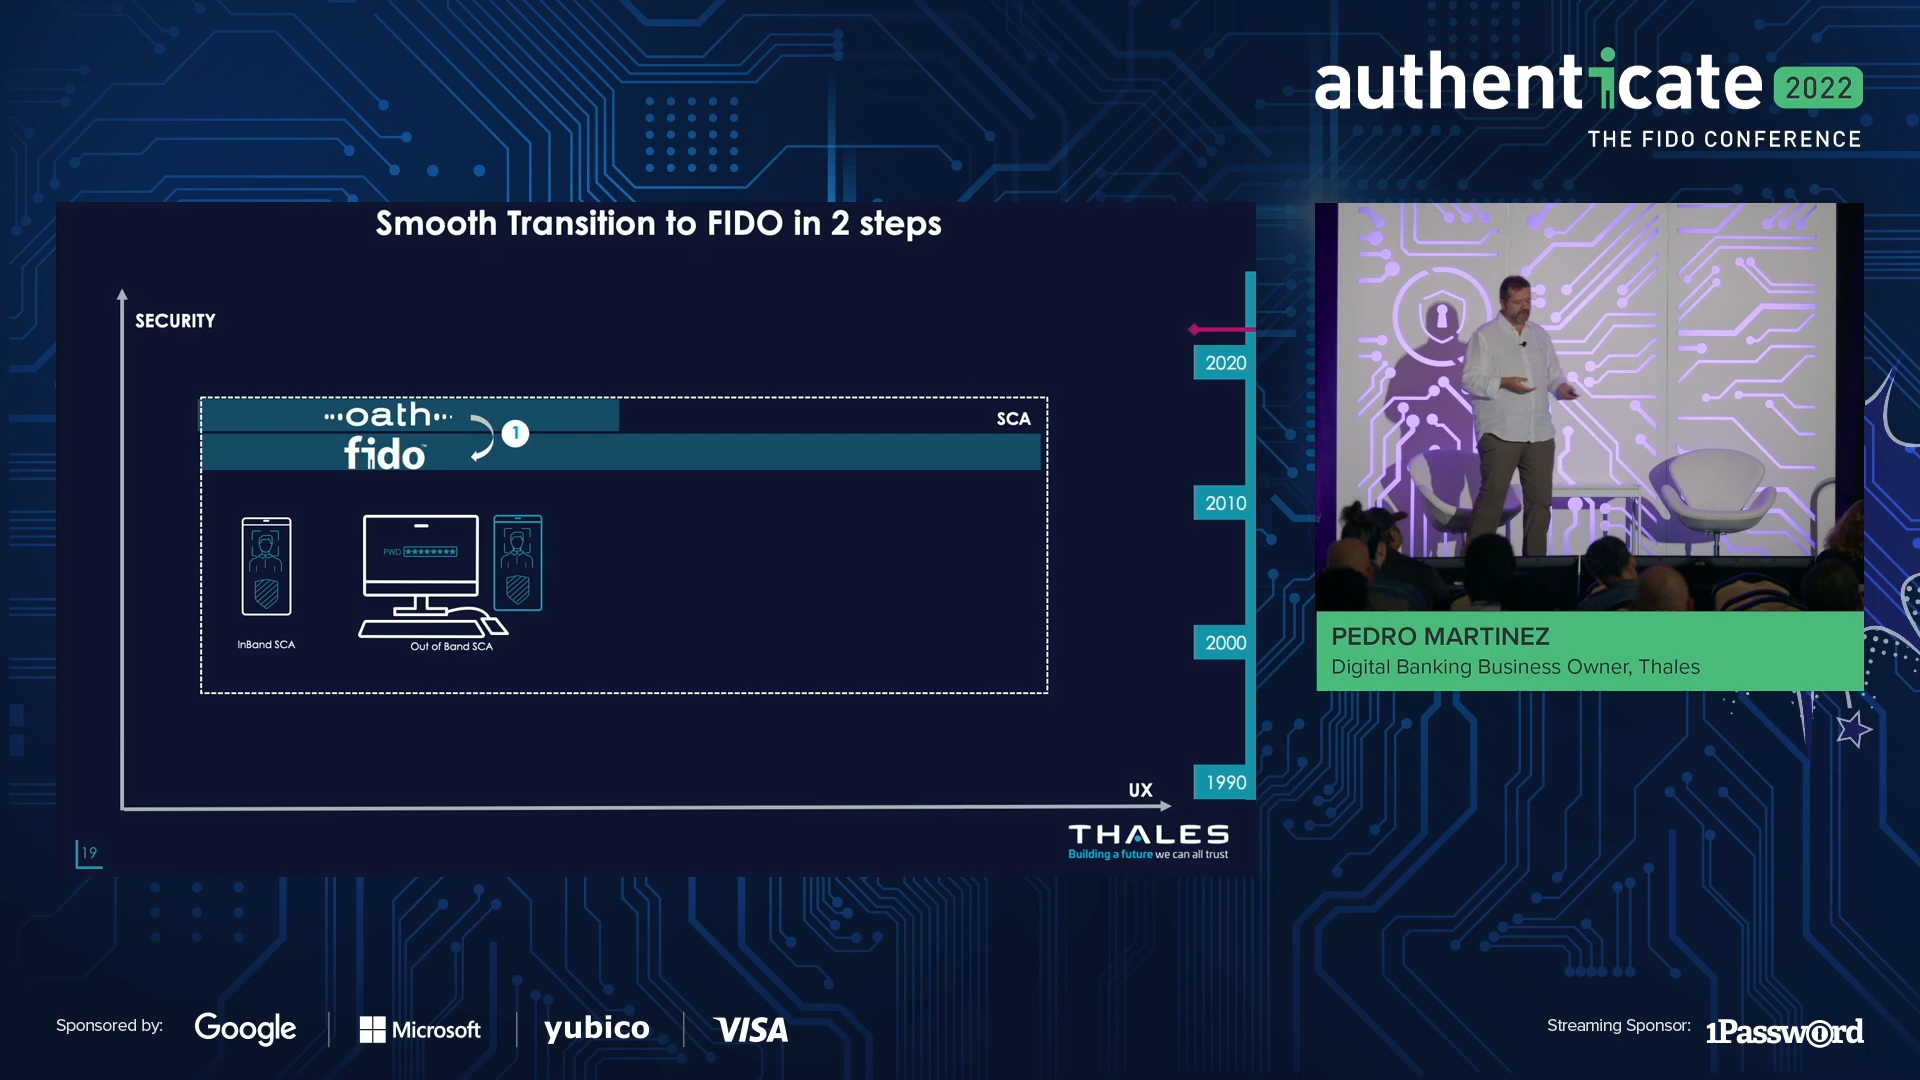 authenticate 2022
THE FIDO CONFERENCE
Smooth Transition to FIDO in 2 steps
SECURITY
2020
oath
SCA
1
fido™
2010
PWD ********
InBand SCA
Out of Band SCA
2000
UX
1990
THALES
Building a future we can all trust
19
PEDRO MARTINEZ
Digital Banking Business Owner, Thales
Sponsored by:
Google
Microsoft
yubico
VISA
Streaming Sponsor:
1Password